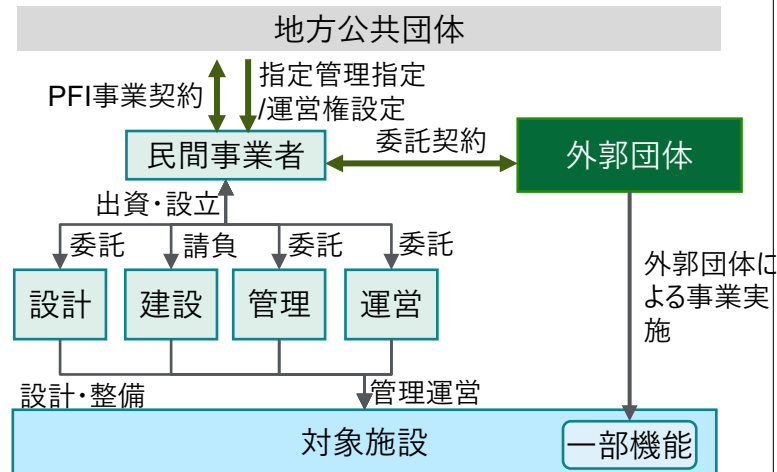 地方公共団体
PFI事業契約
指定管理指定
/運営権設定
民間事業者
委託契約
外郭団体
出資・設立
委託
請負
委託
委託
設計
建設
管理
運営
外郭団体に
よる事業実
施
設計・整備
管理運営
対象施設
一部機能